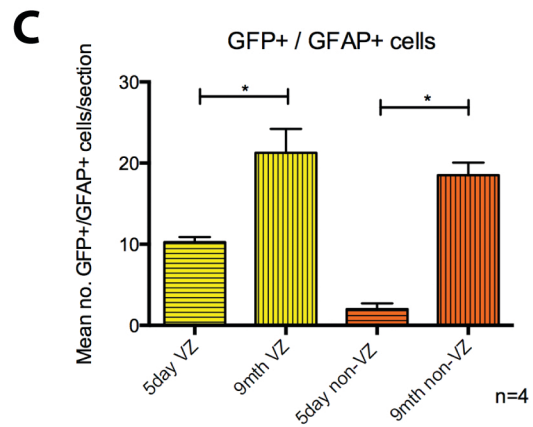 C
GFP+ / GFAP+ cells
Mean no. GFP+/GFAP+ cells/section
30
20
10
0
*
*
5day VZ
9mth VZ
5day non-VZ
9mth non-VZ
n=4